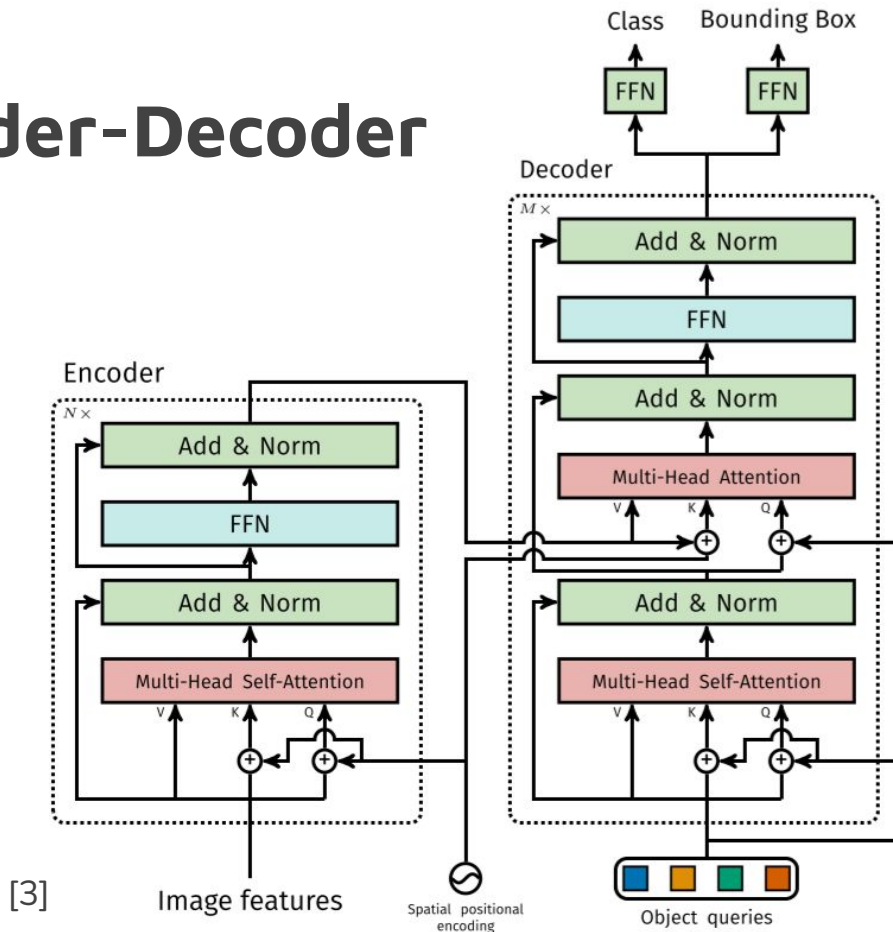 der-Decoder
Class
Bounding Box
FFN
FFN
Decoder
M×
Add & Norm
FFN
Add & Norm
Multi-Head Attention
V
K
Q
+
+
Add & Norm
Multi-Head Self-Attention
V
K
Q
+
+
Object queries
Encoder
N×
Add & Norm
FFN
Add & Norm
Multi-Head Self-Attention
V
K
Q
+
+
Image features
Spatial positional
encoding
[3]